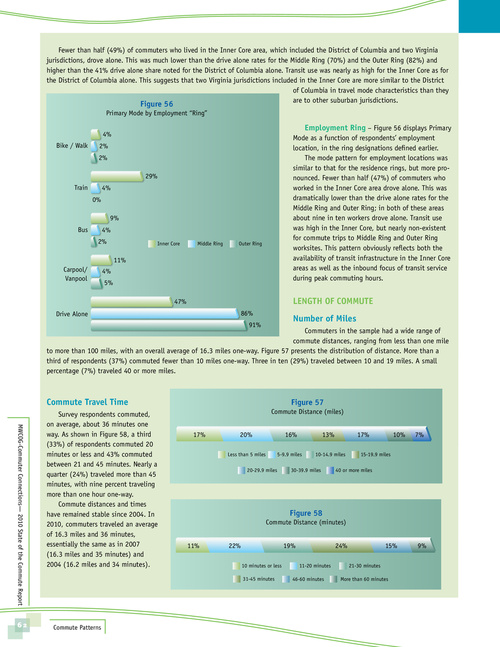 Fewer than half (49%) of commuters who lived in the Inner Core area, which included the District of Columbia and two Virginia
jurisdictions, drove alone. This was much lower than the drive alone rates for the Middle Ring (70%) and the Outer Ring (82%) and
higher than the 41% drive alone share noted for the District of Columbia alone. Transit use was nearly as high for the Inner Core as for
the District of Columbia alone. This suggests that two Virginia jurisdictions included in the Inner Core are more similar to the District
of Columbia in travel mode characteristics than they
are to other suburban jurisdictions.
Figure 56
Primary Mode by Employment "Ring"
Bike / Walk
4%
2%
2%
Train
29%
4%
0%
Bus
9%
4%
2%
Inner Core
Middle Ring
Outer Ring
Carpool/
Vanpool
11%
4%
5%
Drive Alone
47%
86%
91%
Employment Ring – Figure 56 displays Primary
Mode as a function of respondents' employment
location, in the ring designations defined earlier.
The mode pattern for employment locations was
similar to that for the residence rings, but more pro-
nounced. Fewer than half (47%) of commuters who
worked in the Inner Core area drove alone. This was
dramatically lower than the drive alone rates for the
Middle Ring and Outer Ring; in both of these areas
about nine in ten workers drove alone. Transit use
was high in the Inner Core, but nearly non-existent
for commute trips to Middle Ring and Outer Ring
worksites. This pattern obviously reflects both the
availability of transit infrastructure in the Inner Core
areas as well as the inbound focus of transit service
during peak commuting hours.
LENGTH OF COMMUTE
Number of Miles
Commuters in the sample had a wide range of
commute distances, ranging from less than one mile
to more than 100 miles, with an overall average of 16.3 miles one-way. Figure 57 presents the distribution of distance. More than a
third of respondents (37%) commuted fewer than 10 miles one-way. Three in ten (29%) traveled between 10 and 19 miles. A small
percentage (7%) traveled 40 or more miles.
Commute Travel Time
Survey respondents commuted,
on average, about 36 minutes one
way. As shown in Figure 58, a third
(33%) of respondents commuted 20
minutes or less and 43% commuted
between 21 and 45 minutes. Nearly a
quarter (24%) traveled more than 45
minutes, with nine percent traveling
more than one hour one-way.
Commute distances and times
have remained stable since 2004. In
2010, commuters traveled an average
of 16.3 miles and 36 minutes,
essentially the same as in 2007
(16.3 miles and 35 minutes) and
2004 (16.2 miles and 34 minutes).
Figure 57
Commute Distance (miles)
17% 20% 16% 13% 17% 10% 7%
Less than 5 miles 5-9.9 miles 10-14.9 miles 15-19.9 miles
20-29.9 miles 30-39.9 miles 40 or more miles
Figure 58
Commute Distance (minutes)
11% 22% 19% 24% 15% 9%
10 minutes or less 11-20 minutes 21-30 minutes
31-45 minutes 46-60 minutes More than 60 minutes
MWCOG-Commuter Connections— 2010 State of the Commute Report
Commute Patterns